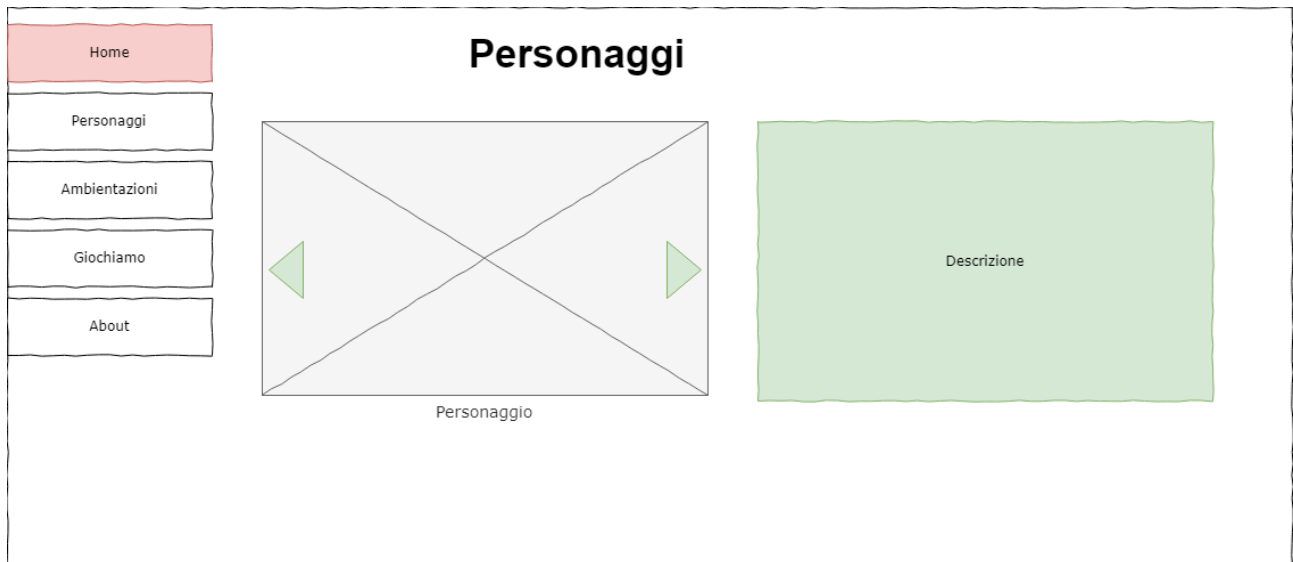 Home
Personaggi
Personaggi
Ambientazioni
Giochiamo
About
Personaggio
Descrizione